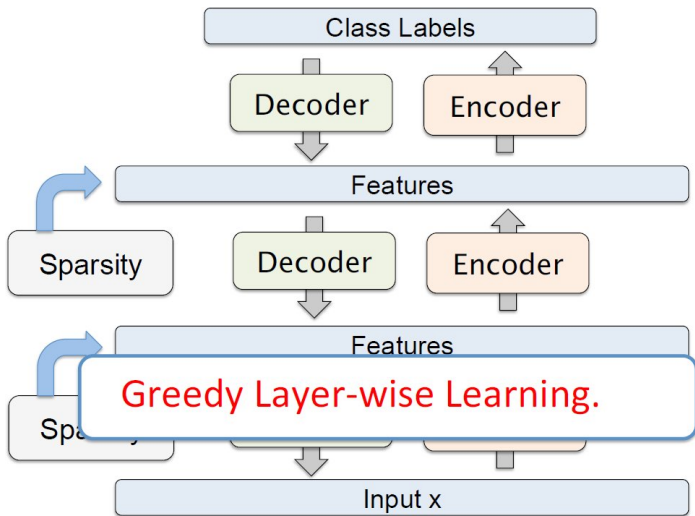 Class Labels
Decoder Encoder
Features
Sparsity Decoder Encoder
Features
Greedy Layer-wise Learning.
Input x